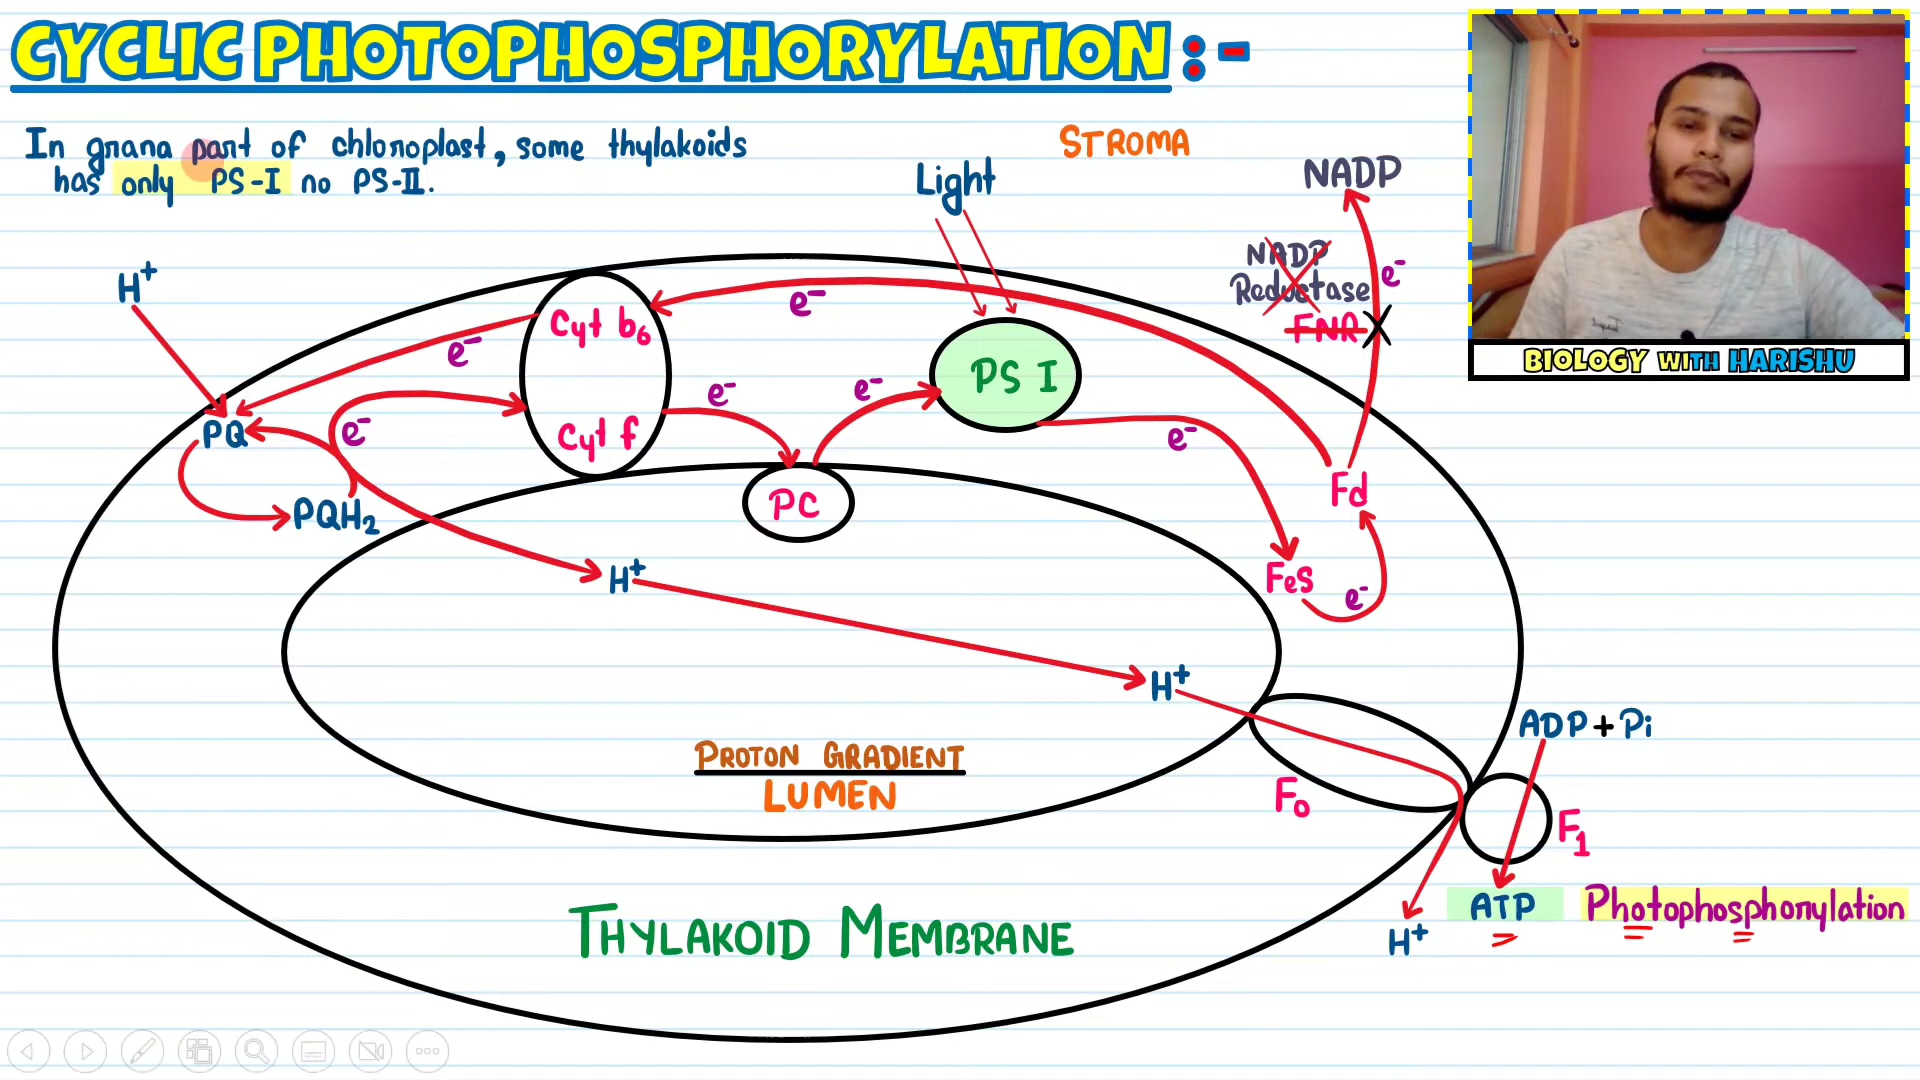 CYCLIC PHOTOPHOSPHORYLATION:-
In grana part of chloroplast, some thylakoids
has only PS-I no PS-II.
STROMA
Light
NADP
H+
NADP
Reductase
e-
FNR
Cyt b6
e-
e-
PS I
e-
e-
PQ
e-
Cyt f
e-
Fd
PC
PQH2
FeS
e-
H+
H+
ADP + Pi
PROTON GRADIENT
LUMEN
F0
F1
ATP
Photophosphorylation
THYLAKOID MEMBRANE
H+
BIOLOGY WITH HARISHU